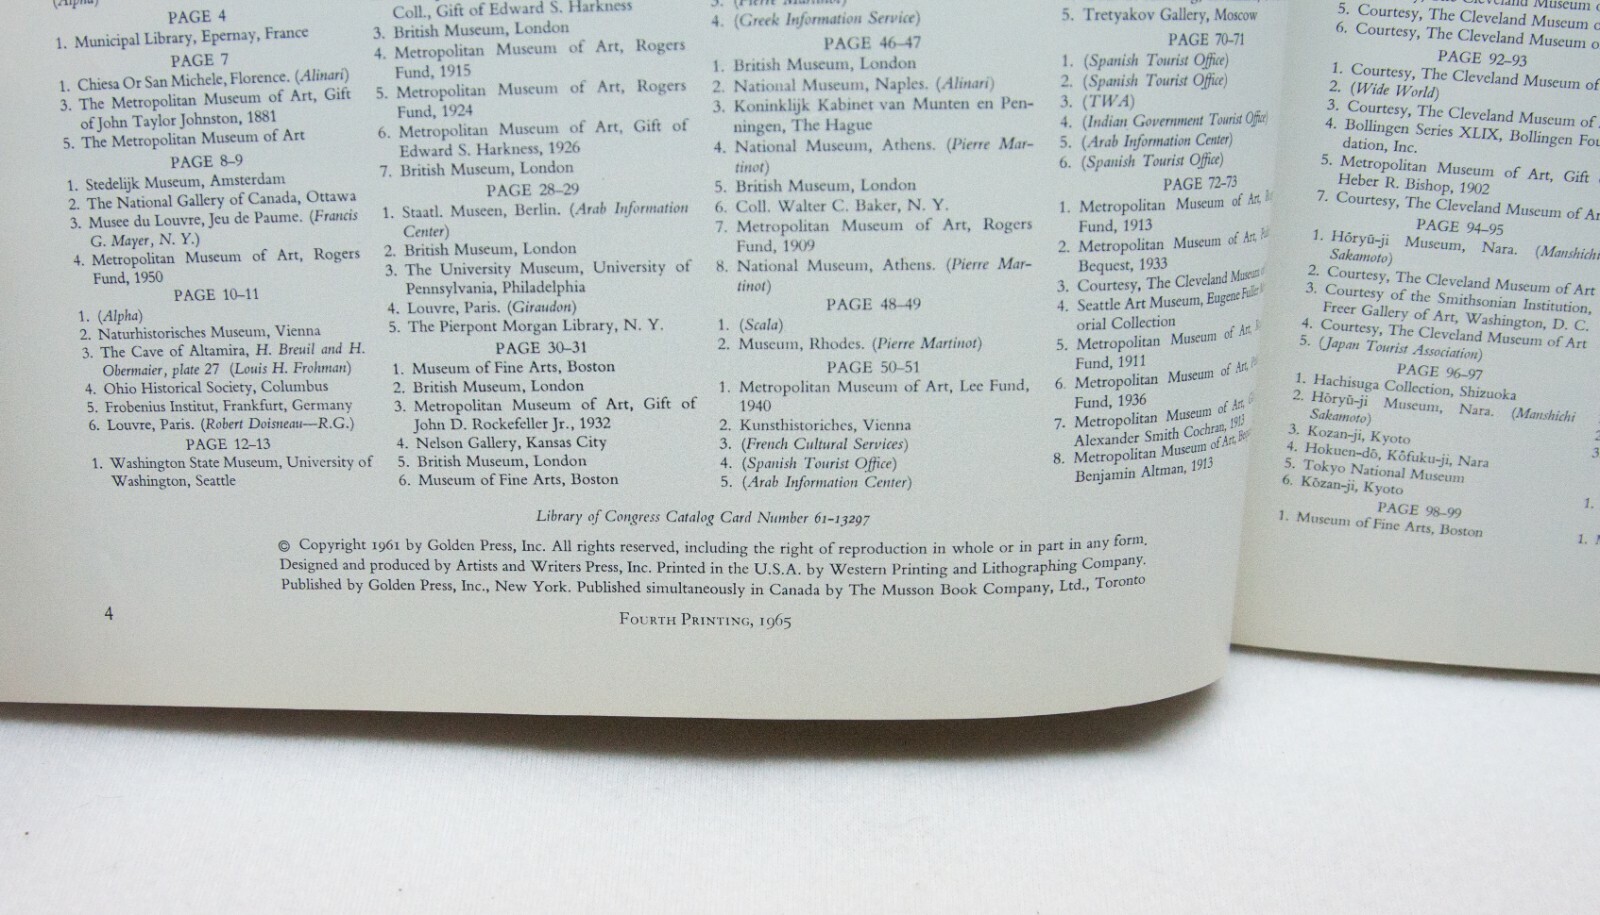 (Alpha)
PAGE 4
1. Municipal Library, Epernay, France
PAGE 7
1. Chiesa Or San Michele, Florence. (Alinari)
3. The Metropolitan Museum of Art, Gift
of John Taylor Johnston, 1881
5. The Metropolitan Museum of Art
PAGE 8–9
1. Stedelijk Museum, Amsterdam
2. The National Gallery of Canada, Ottawa
3. Musee du Louvre, Jeu de Paume. (Francis
G. Mayer, N. Y.)
4. Metropolitan Museum of Art, Rogers
Fund, 1950
PAGE 10–11
1. (Alpha)
2. Naturhistorisches Museum, Vienna
3. The Cave of Altamira, H. Breuil and H.
Obermaier, plate 27 (Louis H. Frohman)
4. Ohio Historical Society, Columbus
5. Frobenius Institut, Frankfurt, Germany
6. Louvre, Paris. (Robert Doisneau—R.G.)
PAGE 12–13
1. Washington State Museum, University of
Washington, Seattle
Coll., Gift of Edward S. Harkness
3. British Museum, London
4. Metropolitan Museum of Art, Rogers
Fund, 1915
5. Metropolitan Museum of Art, Rogers
Fund, 1924
6. Metropolitan Museum of Art, Gift of
Edward S. Harkness, 1926
7. British Museum, London
PAGE 28–29
1. Staatl. Museen, Berlin. (Arab Information
Center)
2. British Museum, London
3. The University Museum, University of
Pennsylvania, Philadelphia
4. Louvre, Paris. (Giraudon)
5. The Pierpont Morgan Library, N. Y.
PAGE 30–31
1. Museum of Fine Arts, Boston
2. British Museum, London
3. Metropolitan Museum of Art, Gift of
John D. Rockefeller Jr., 1932
4. Nelson Gallery, Kansas City
5. British Museum, London
6. Museum of Fine Arts, Boston
3. (Pierre Martinot)
4. (Greek Information Service)
PAGE 46–47
1. British Museum, London
2. National Museum, Naples. (Alinari)
3. Koninklijk Kabinet van Munten en Pen-
ningen, The Hague
4. National Museum, Athens. (Pierre Mar-
tinot)
5. British Museum, London
6. Coll. Walter C. Baker, N. Y.
7. Metropolitan Museum of Art, Rogers
Fund, 1909
8. National Museum, Athens. (Pierre Mar-
tinot)
PAGE 48–49
1. (Scala)
2. Museum, Rhodes. (Pierre Martinot)
PAGE 50–51
1. Metropolitan Museum of Art, Lee Fund,
1940
2. Kunsthistoriches, Vienna
3. (French Cultural Services)
4. (Spanish Tourist Office)
5. (Arab Information Center)
5. Tretyakov Gallery, Moscow
PAGE 70–71
1. (Spanish Tourist Office)
2. (Spanish Tourist Office)
3. (TWA)
4. (Indian Government Tourist Office)
5. (Arab Information Center)
6. (Spanish Tourist Office)
PAGE 72–73
1. Metropolitan Museum of Art,
Fund, 1913
2. Metropolitan Museum of Art,
Bequest, 1933
3. Courtesy, The Cleveland Museum of
4. Seattle Art Museum, Eugene Fuller
orial Collection
5. Metropolitan Museum of Art,
Fund, 1911
6. Metropolitan Museum of Art,
Fund, 1936
7. Metropolitan Museum of Art,
Alexander Smith Cochran, 1913
8. Metropolitan Museum of Art,
Benjamin Altman, 1913
Library of Congress Catalog Card Number 61–13297
© Copyright 1961 by Golden Press, Inc. All rights reserved, including the right of reproduction in whole or in part in any form.
Designed and produced by Artists and Writers Press, Inc. Printed in the U.S.A. by Western Printing and Lithographing Company.
Published by Golden Press, Inc., New York. Published simultaneously in Canada by The Musson Book Company, Ltd., Toronto
4
FOURTH PRINTING, 1965
5. Courtesy, The Cleveland Museum
6. Courtesy, The Cleveland Museum
PAGE 92–93
1. Courtesy, The Cleveland Museum of
2. (Wide World)
3. Courtesy, The Cleveland Museum of
4. Bollingen Series XLIX, Bollingen
dation, Inc.
5. Metropolitan Museum of Art, Gift
Heber R. Bishop, 1902
7. Courtesy, The Cleveland Museum of
PAGE 94–95
1. Hôryû-ji Museum, Nara. (Manshichi
Sakamoto)
2. Courtesy, The Cleveland Museum of Art
3. Courtesy of the Smithsonian Institution,
Freer Gallery of Art, Washington, D. C.
4. Courtesy, The Cleveland Museum of Art
5. (Japan Tourist Association)
PAGE 96–97
1. Hachisuga Collection, Shizuoka
2. Hôryû-ji Museum, Nara. (Manshichi
Sakamoto)
3. Kozan-ji, Kyoto
4. Hokuen-dô, Kôfuku-ji, Nara
5. Tokyo National Museum
6. Kôzan-ji, Kyoto
PAGE 98–99
1. Museum of Fine Arts, Boston
1.
1.